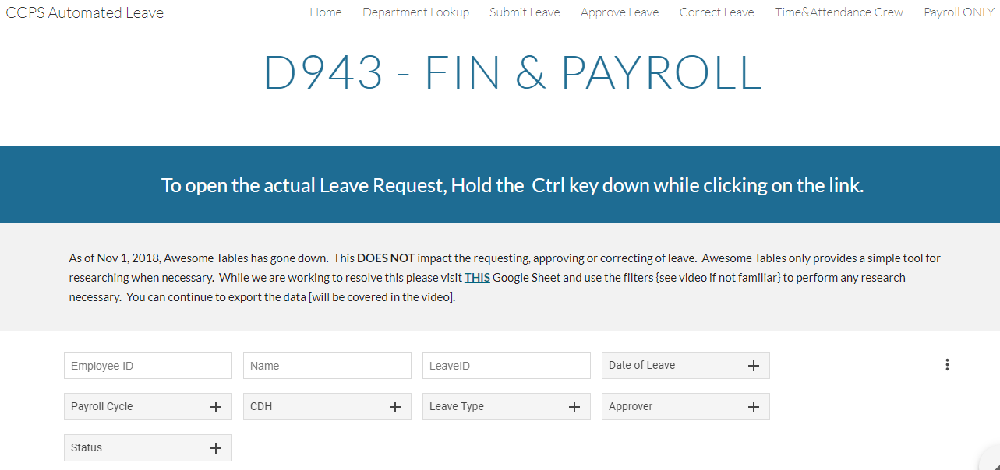 CCPS Automated Leave
Home Department Lookup Submit Leave Approve Leave Correct Leave Time&Attendance Crew Payroll ONLY
D943 - FIN & PAYROLL
To open the actual Leave Request, Hold the  Ctrl key down while clicking on the link.
As of Nov 1, 2018, Awesome Tables has gone down.  This DOES NOT impact the requesting, approving or correcting of leave.  Awesome Tables only provides a simple tool for
researching when necessary.  While we are working to resolve this please visit THIS Google Sheet and use the filters {see video if not familiar} to perform any research
necessary.  You can continue to export the data [will be covered in the video].
Employee ID Name LeaveID Date of Leave
Payroll Cycle CDH Leave Type Approver
Status